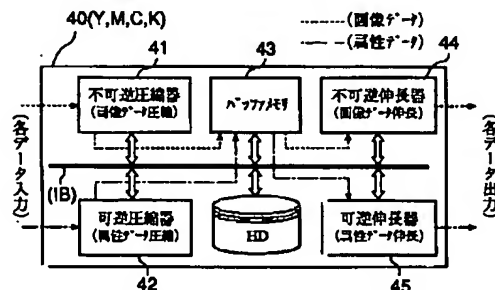 40(Y,M,C,K)
(画像データ)
(属性データ)
41
43
44
不可逆圧縮器
(画像データ圧縮)
バッファメモリ
不可逆伸長器
(画像データ伸長)
(各データ入力)
(各データ出力)
(IB)
可逆圧縮器
(属性データ圧縮)
HD
可逆伸長器
(属性データ伸長)
42
45